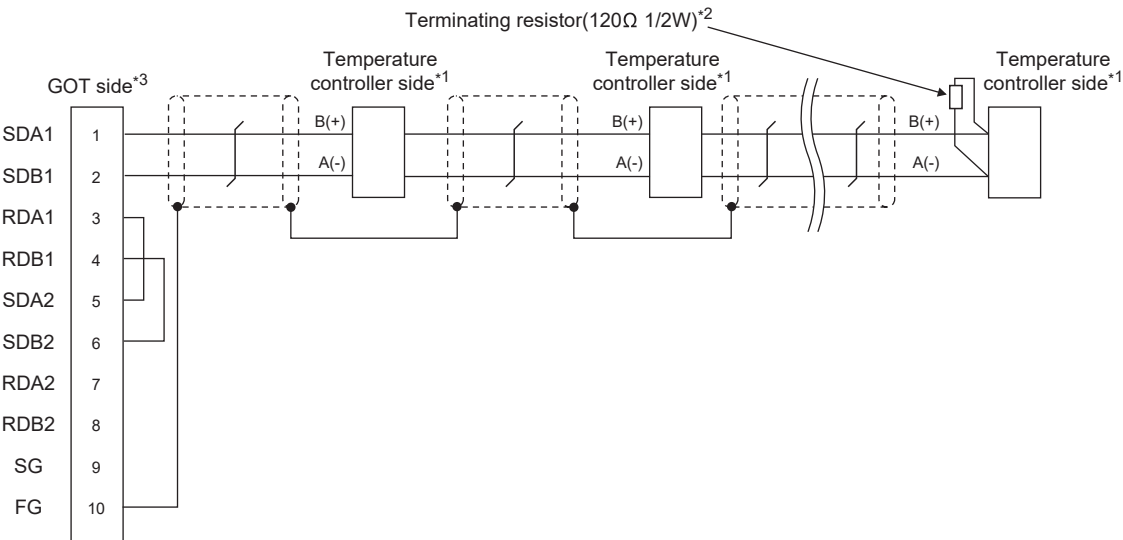 Terminating resistor(120Ω 1/2W)*2
Temperature
controller side*1
Temperature
controller side*1
Temperature
controller side*1
GOT side*3
SDA1 1 B(+) B(+) B(+)
SDB1 2 A(-) A(-) A(-)
RDA1 3
RDB1 4
SDA2 5
SDB2 6
RDA2 7
RDB2 8
SG 9
FG 10